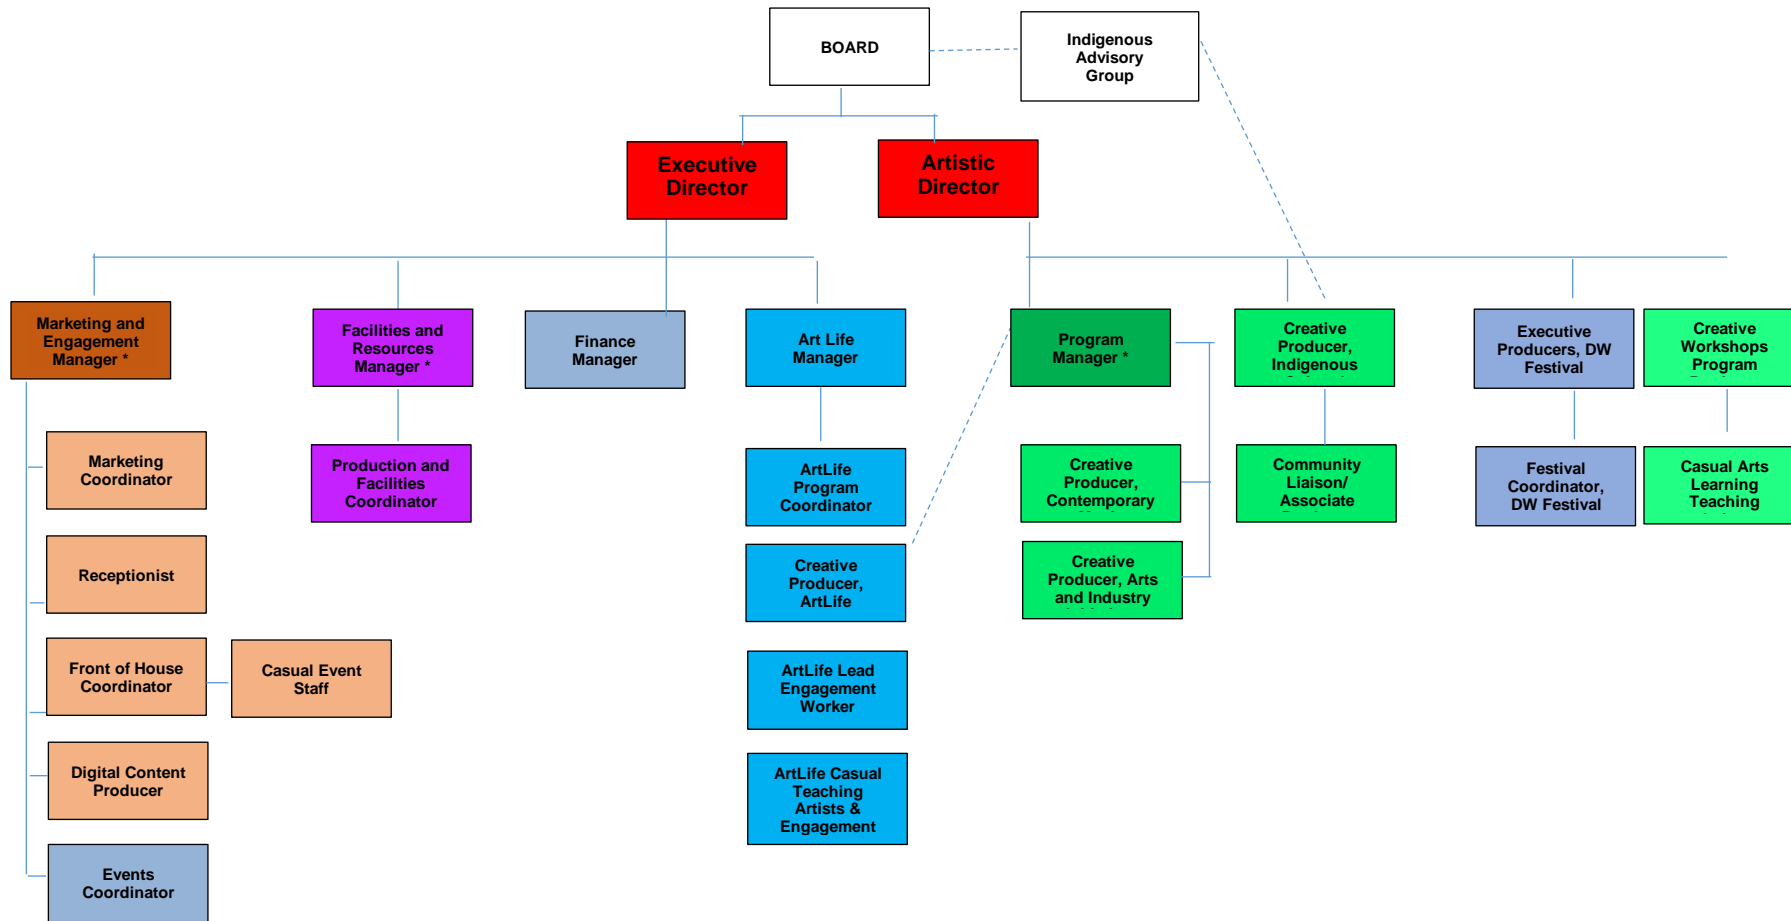 BOARD
Indigenous
Advisory
Group
Executive
Director
Artistic
Director
Marketing and
Engagement
Manager *
Facilities and
Resources
Manager *
Finance
Manager
Art Life
Manager
Program
Manager *
Creative
Producer,
Indigenous
Executive
Producers, DW
Festival
Creative
Workshops
Program
Marketing
Coordinator
Production and
Facilities
Coordinator
ArtLife
Program
Coordinator
Creative
Producer,
Contemporary
Community
Liaison/
Associate
Festival
Coordinator,
DW Festival
Casual Arts
Learning
Teaching
Receptionist
Creative
Producer,
ArtLife
Creative
Producer, Arts
and Industry
Front of House
Coordinator
Casual Event
Staff
ArtLife Lead
Engagement
Worker
Digital Content
Producer
ArtLife Casual
Teaching
Artists &
Engagement
Events
Coordinator